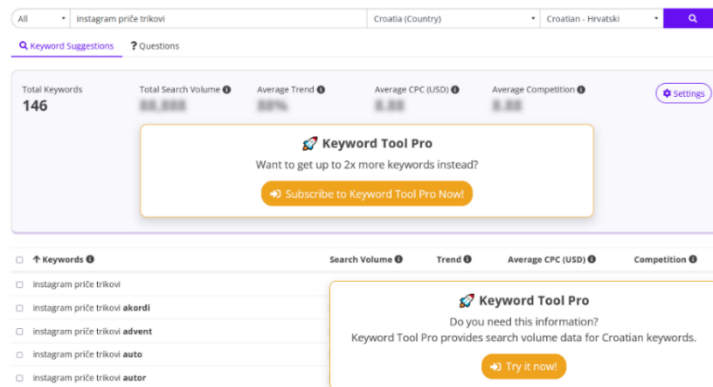 All instagram priče trikovi Croatia (Country) Croatian - Hrvatski
Keyword Suggestions ? Questions
Total Keywords Total Search Volume Average Trend Average CPC (USD) Average Competition
146
Settings
Keyword Tool Pro
Want to get up to 2x more keywords instead?
Subscribe to Keyword Tool Pro Now!
Keywords Search Volume Trend Average CPC (USD) Competition
instagram priče trikovi
instagram priče trikovi akordi
instagram priče trikovi advent
instagram priče trikovi auto
instagram priče trikovi autor
Keyword Tool Pro
Do you need this information?
Keyword Tool Pro provides search volume data for Croatian keywords.
Try it now!